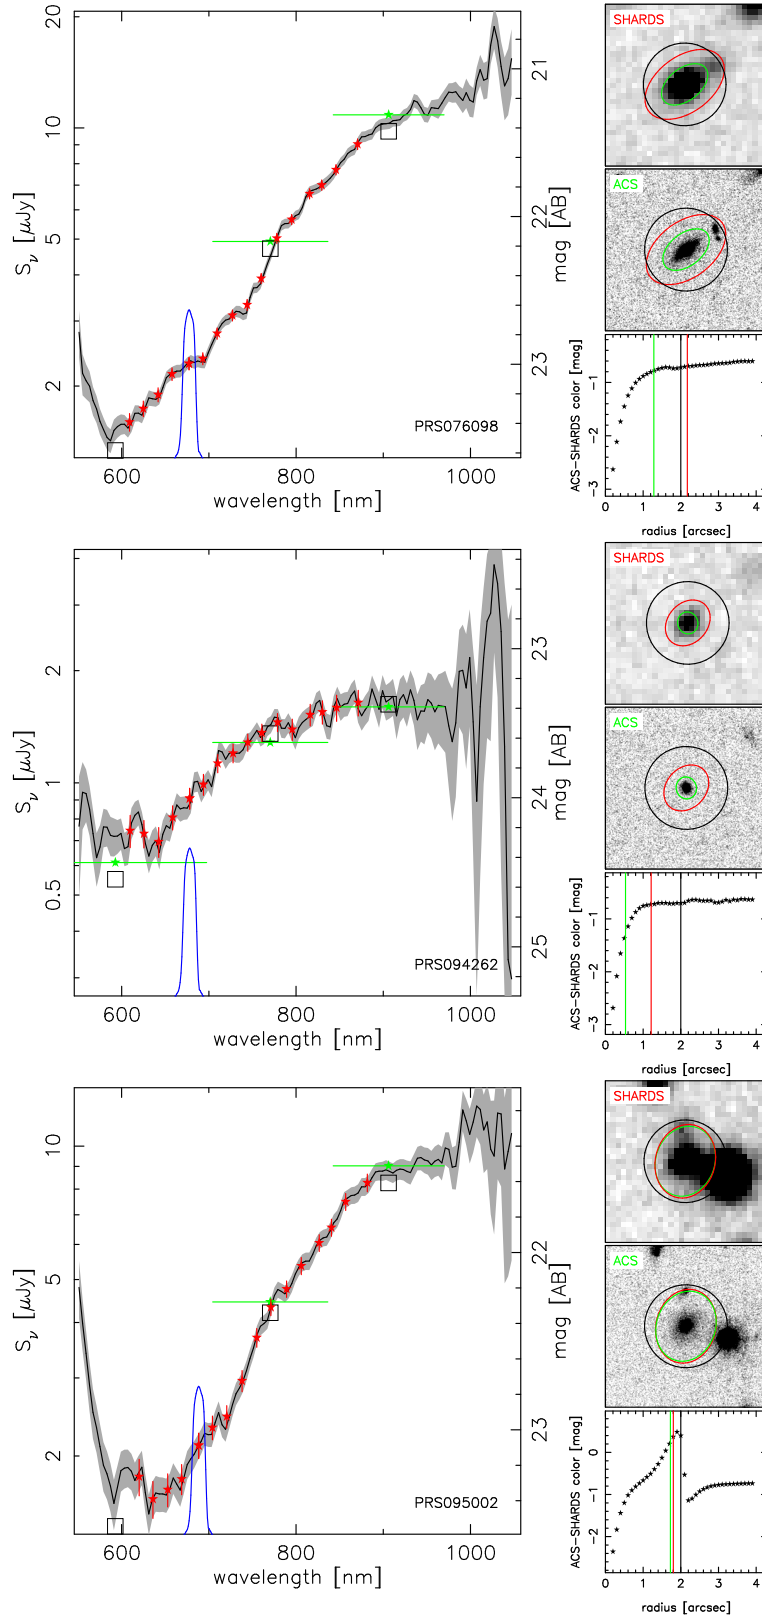 20
10
5
2
S_ν [μJy]
21
22
23
mag [AB]
PRS076098
600
800
1000
wavelength [nm]
SHARDS
ACS
ACS−SHARDS color [mag]
−1
−2
−3
0 1 2 3 4
radius [arcsec]
2
1
0.5
S_ν [μJy]
23
24
25
mag [AB]
PRS094262
600
800
1000
wavelength [nm]
SHARDS
ACS
ACS−SHARDS color [mag]
−1
−2
−3
0 1 2 3 4
radius [arcsec]
10
5
2
S_ν [μJy]
22
23
mag [AB]
PRS095002
600
800
1000
wavelength [nm]
SHARDS
ACS
ACS−SHARDS color [mag]
0
−1
−2
0 1 2 3 4
radius [arcsec]